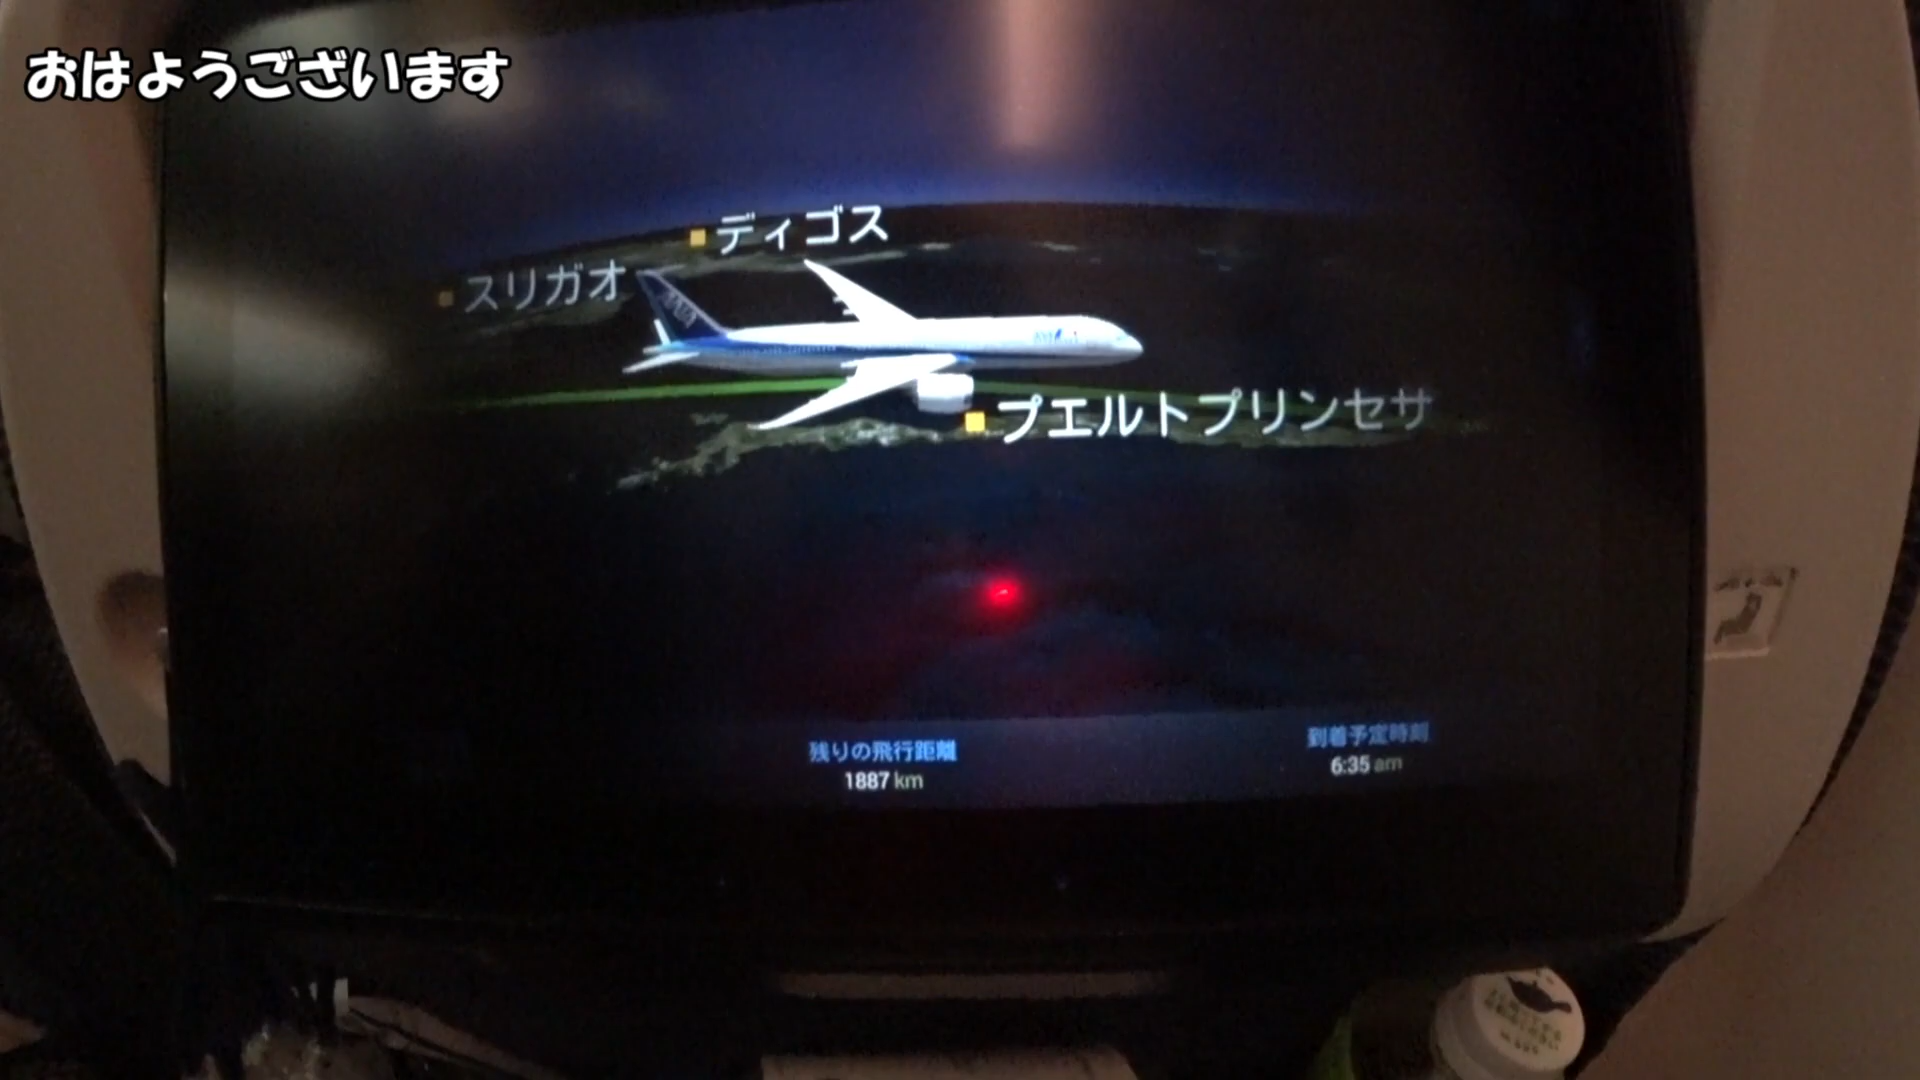 おはようございます
ディゴス
スリガオ
ANA
プエルトプリンセサ
残りの飛行距離
1887 km
到着予定時刻
6:35 am